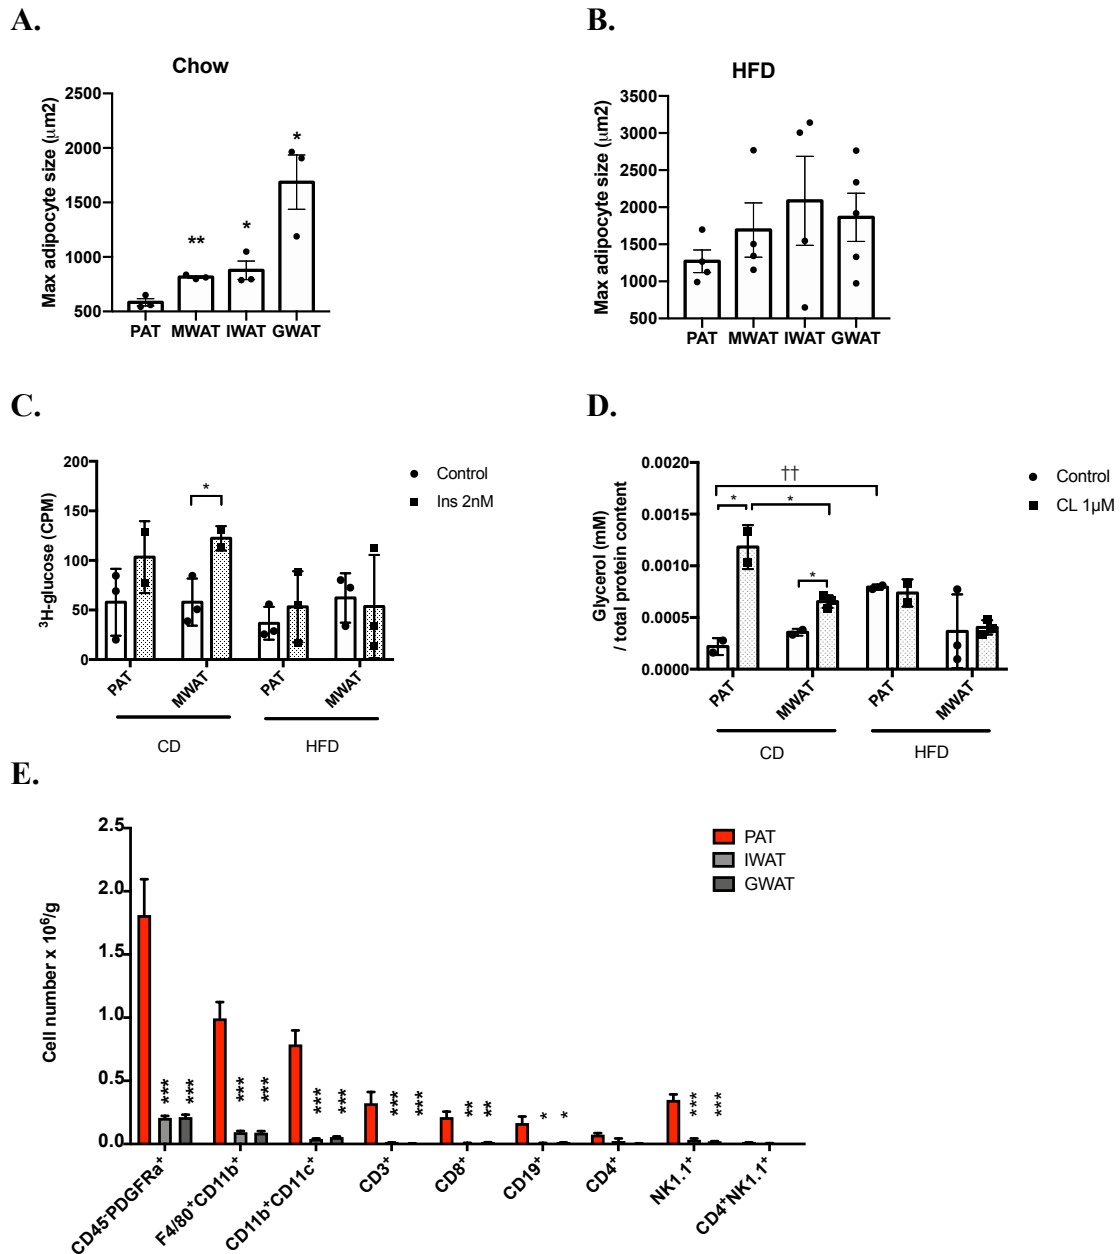 A.
Chow
Max adipocyte size (μm2)
2500
2000
1500
1000
500
**
*
*
PAT MWAT IWAT GWAT
B.
HFD
Max adipocyte size (μm2)
3500
3000
2500
2000
1500
1000
500
PAT MWAT IWAT GWAT
C.
³H-glucose (CPM)
200
150
100
50
0
*
Control
Ins 2nM
PAT
MWAT
PAT
MWAT
CD
HFD
D.
Glycerol (mM)
/ total protein content
0.0020
0.0015
0.0010
0.0005
0.0000
††
*
*
*
Control
CL 1μM
PAT
MWAT
PAT
MWAT
CD
HFD
E.
Cell number x 10⁶/g
2.5
2.0
1.5
1.0
0.5
0.0
PAT
IWAT
GWAT
*** ***
*** ***
*** ***
*** ***
** **
* *
*** ***
CD45⁻PDGFRa⁺
F4/80⁺CD11b⁺
CD11b⁺CD11c⁺
CD3⁺
CD8⁺
CD19⁺
CD4⁺
NK1.1⁺
CD4⁺NK1.1⁺